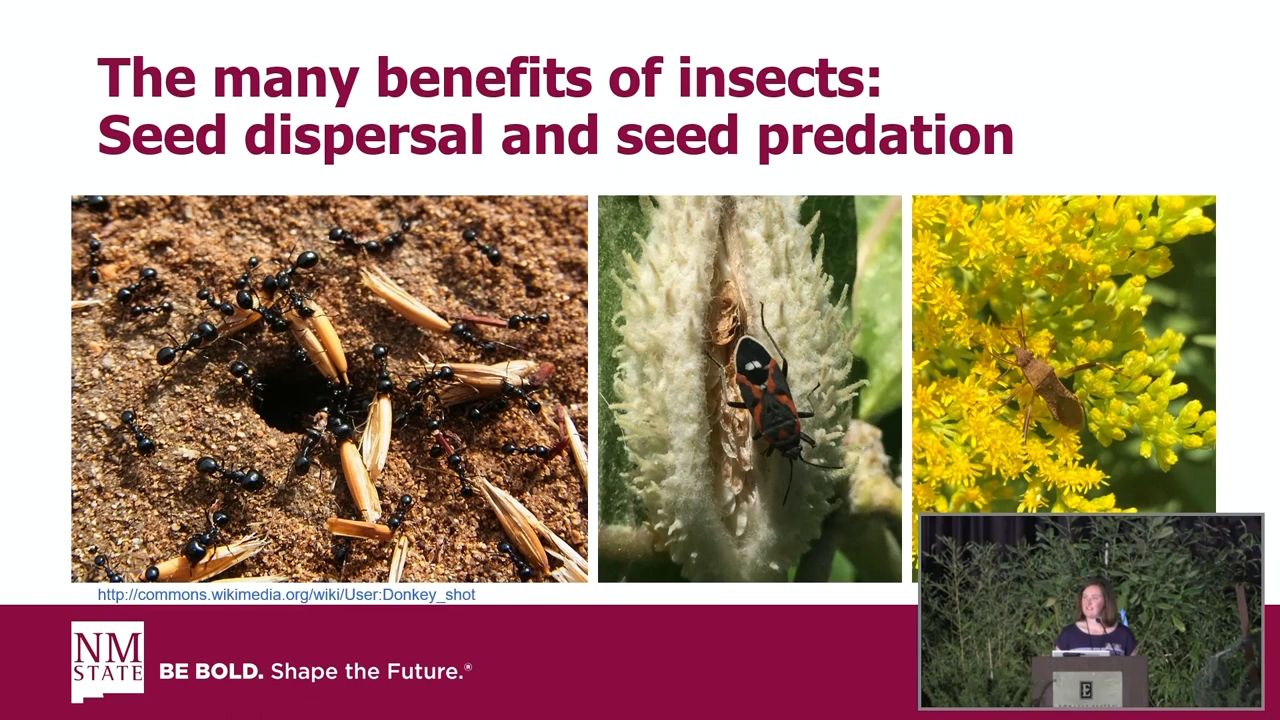 The many benefits of insects:
Seed dispersal and seed predation
http://commons.wikimedia.org/wiki/User:Donkey_shot
NM
STATE
BE BOLD. Shape the Future.®
E